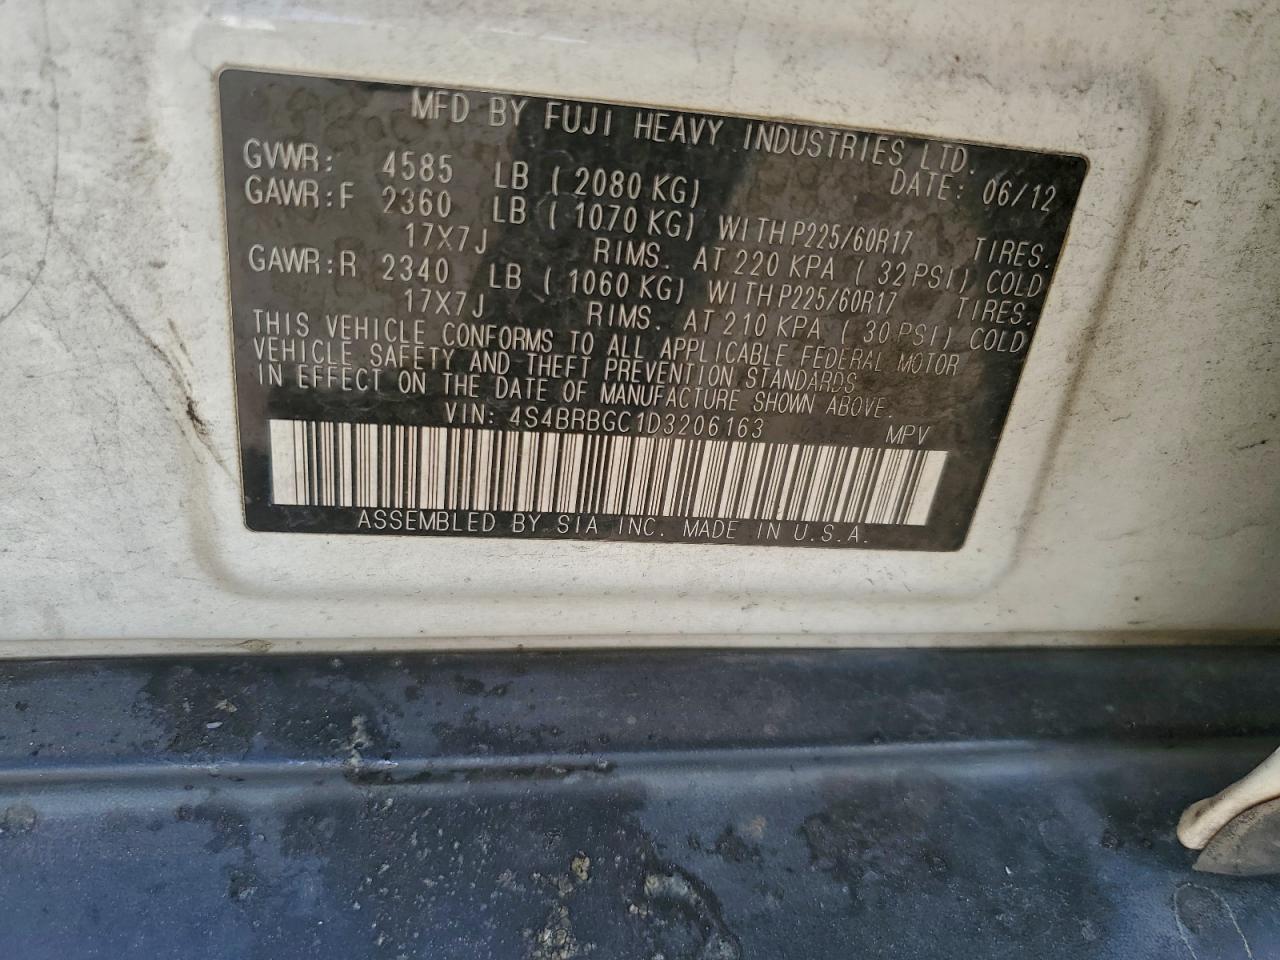 MFD BY FUJI HEAVY INDUSTRIES LTD.
DATE: 06/12
GVWR: 4585 LB ( 2080 KG)
GAWR:F 2360 LB ( 1070 KG) WITH P225/60R17 TIRES.
17X7J RIMS. AT 220 KPA ( 32 PSI) COLD
GAWR:R 2340 LB ( 1060 KG) WITH P225/60R17 TIRES.
17X7J RIMS. AT 210 KPA ( 30 PSI) COLD
THIS VEHICLE CONFORMS TO ALL APPLICABLE FEDERAL MOTOR
VEHICLE SAFETY AND THEFT PREVENTION STANDARDS
IN EFFECT ON THE DATE OF MANUFACTURE SHOWN ABOVE.
VIN: 4S4BRBGC1D3206163 MPV
ASSEMBLED BY SIA INC. MADE IN U.S.A.